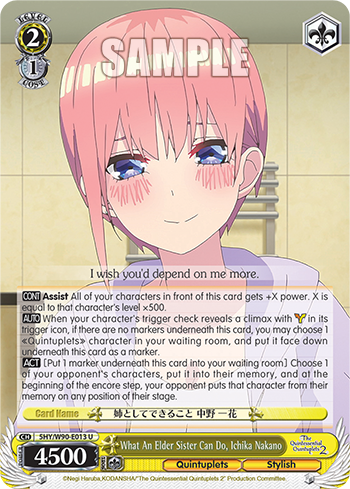 LEVEL
2
1
COST
SAMPLE
I wish you'd depend on me more.
CONT Assist All of your characters in front of this card gets +X power. X is
equal to that character's level ×500.
AUTO When your character's trigger check reveals a climax with in its
trigger icon, if there are no markers underneath this card, you may choose 1
«Quintuplets» character in your waiting room, and put it face down
underneath this card as a marker.
ACT [Put 1 marker underneath this card into your waiting room] Choose 1
of your opponent's characters, put it into their memory, and at the
beginning of the encore step, your opponent puts that character from their
memory on any position of their stage.
Card Name 姉としてできること 中野 一花
CH 5HY/W90-E013 U What An Elder Sister Can Do, Ichika Nakano
The Quintessential Quintuplets 2
4500 Quintuplets Stylish
©Negi Haruba,KODANSHA/"The Quintessential Quintuplets 2" Production Committee.